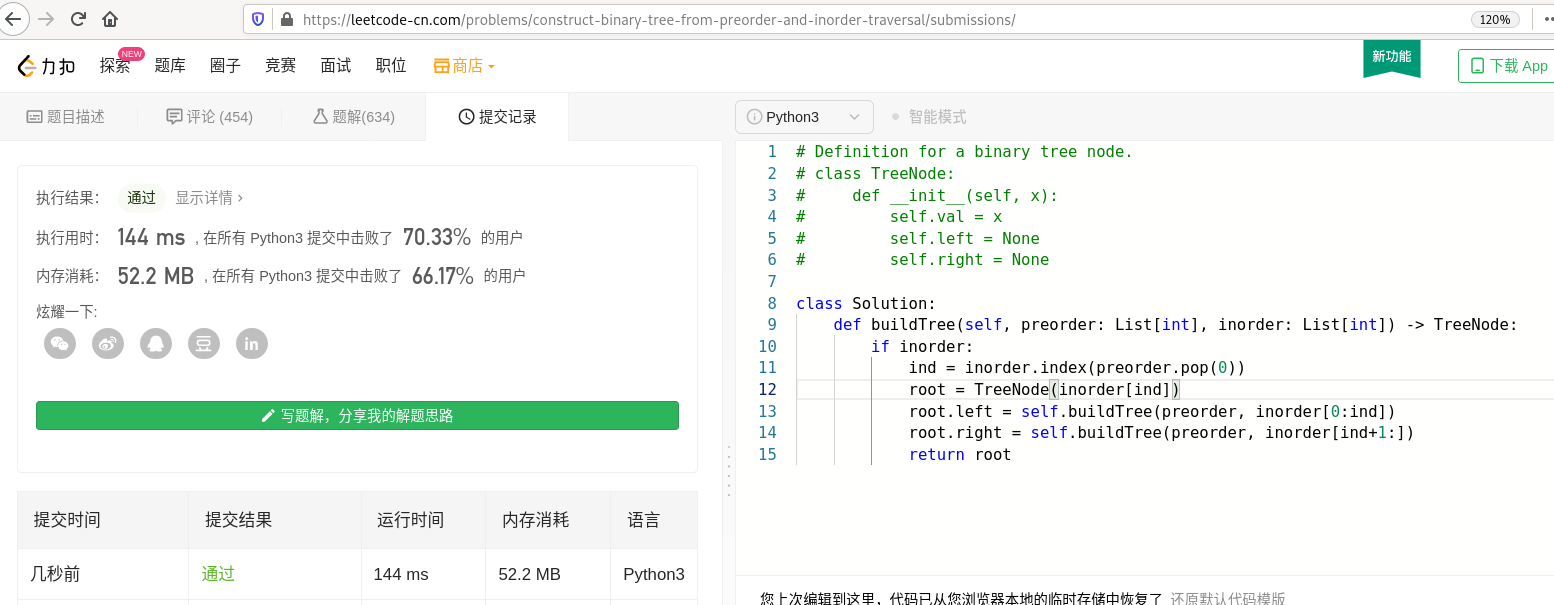 https://leetcode-cn.com/problems/construct-binary-tree-from-preorder-and-inorder-traversal/submissions/
120%
力扣
探索
NEW
题库
圈子
竞赛
面试
职位
商店
新功能
下载 App
题目描述
评论 (454)
题解(634)
提交记录
Python3
智能模式
执行结果：
通过
显示详情 ›
执行用时：
144 ms
, 在所有 Python3 提交中击败了
70.33%
的用户
内存消耗：
52.2 MB
, 在所有 Python3 提交中击败了
66.17%
的用户
炫耀一下:
in
写题解，分享我的解题思路
提交时间 提交结果 运行时间 内存消耗 语言
几秒前 通过 144 ms 52.2 MB Python3
1 # Definition for a binary tree node.
2 # class TreeNode:
3 #     def __init__(self, x):
4 #         self.val = x
5 #         self.left = None
6 #         self.right = None
7
8 class Solution:
9     def buildTree(self, preorder: List[int], inorder: List[int]) -> TreeNode:
10         if inorder:
11             ind = inorder.index(preorder.pop(0))
12             root = TreeNode(inorder[ind])
13             root.left = self.buildTree(preorder, inorder[0:ind])
14             root.right = self.buildTree(preorder, inorder[ind+1:])
15             return root
您上次编辑到这里，代码已从您浏览器本地的临时存储中恢复了 还原默认代码模版